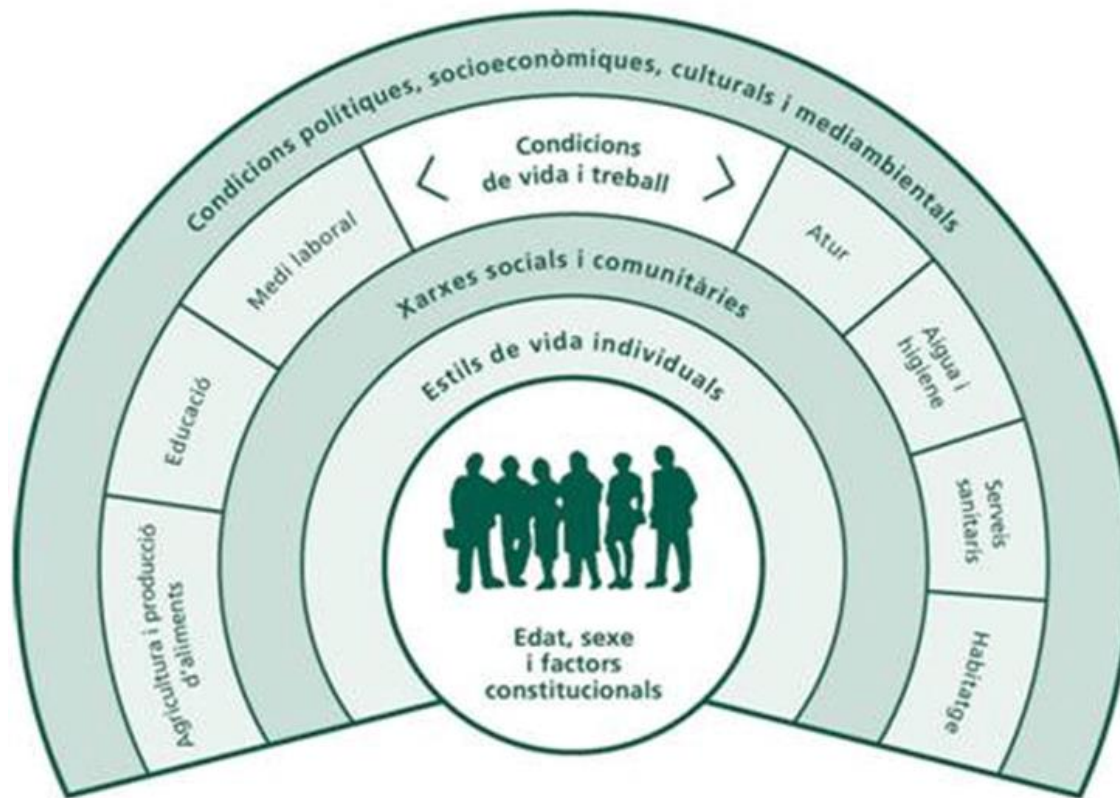 Condicions polítiques, socioeconòmiques, culturals i mediambientals
Condicions
de vida i treball
Medi laboral
Educació
Agricultura i producció
d'aliments
Atur
Aigua i
higiene
Serveis
sanitaris
Habitatge
Xarxes socials i comunitàries
Estils de vida individuals
Edat, sexe
i factors
constitucionals